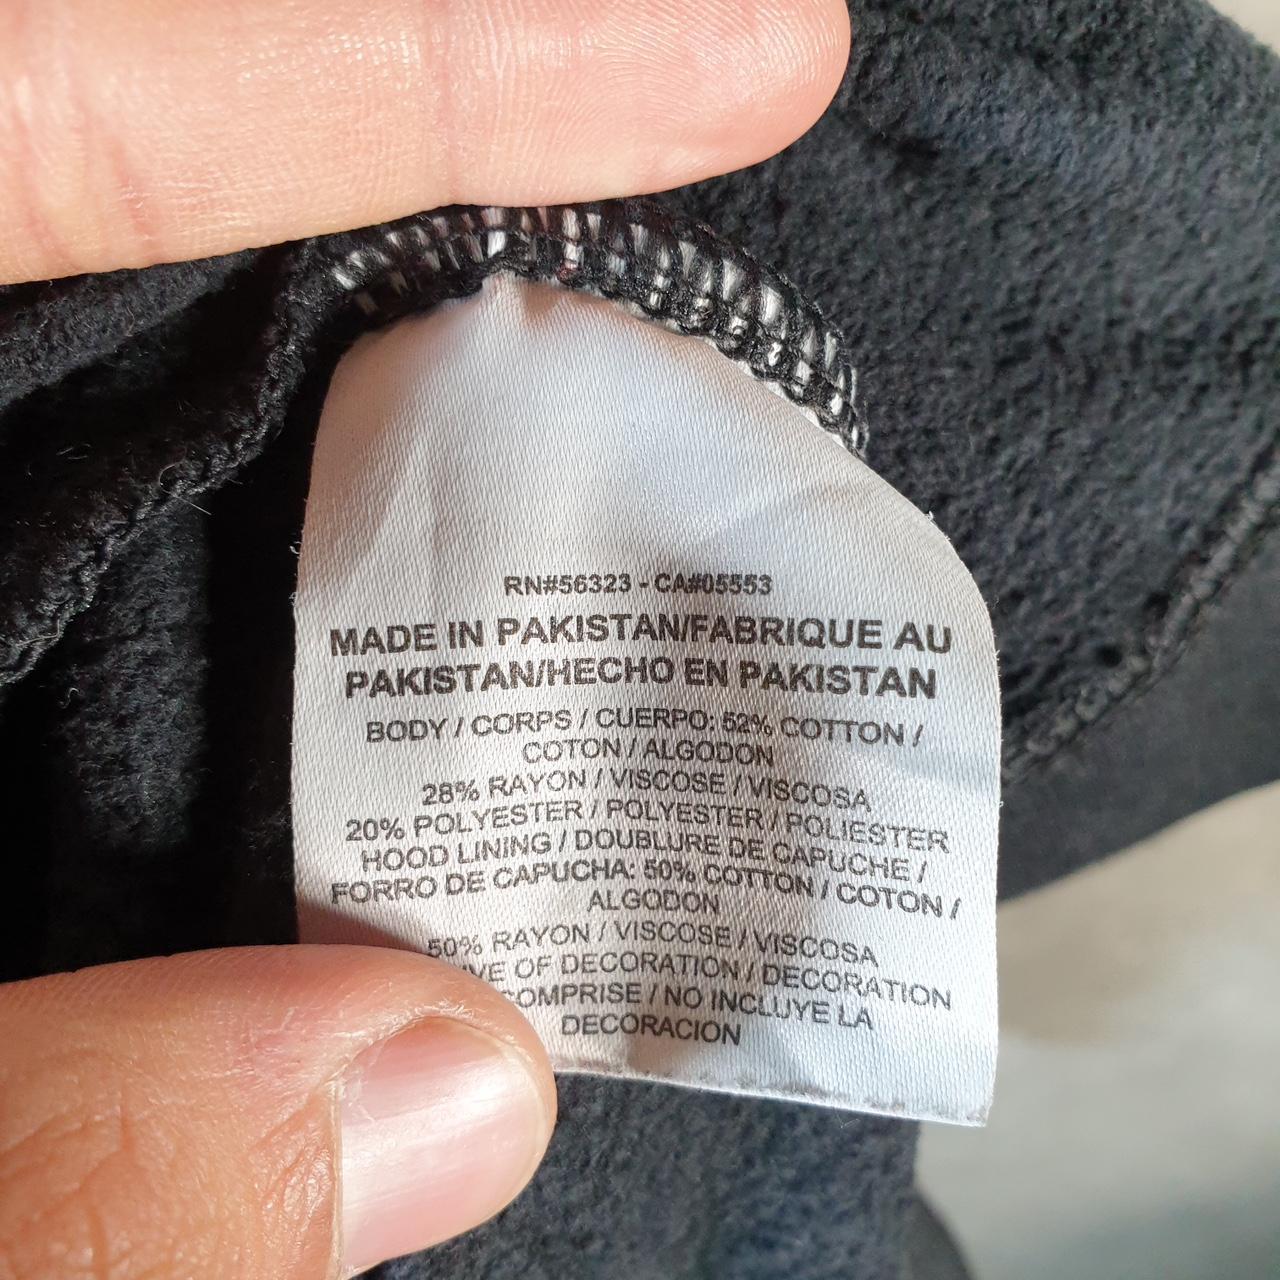 RN#56323 - CA#05553
MADE IN PAKISTAN/FABRIQUE AU
PAKISTAN/HECHO EN PAKISTAN
BODY / CORPS / CUERPO: 52% COTTON /
COTON / ALGODON
28% RAYON / VISCOSE / VISCOSA
20% POLYESTER / POLYESTER / POLIESTER
HOOD LINING / DOUBLURE DE CAPUCHE /
FORRO DE CAPUCHA: 50% COTTON / COTON /
ALGODON
50% RAYON / VISCOSE / VISCOSA
OF DECORATION / DECORATION
COMPRISE / NO INCLUYE LA
DECORACION